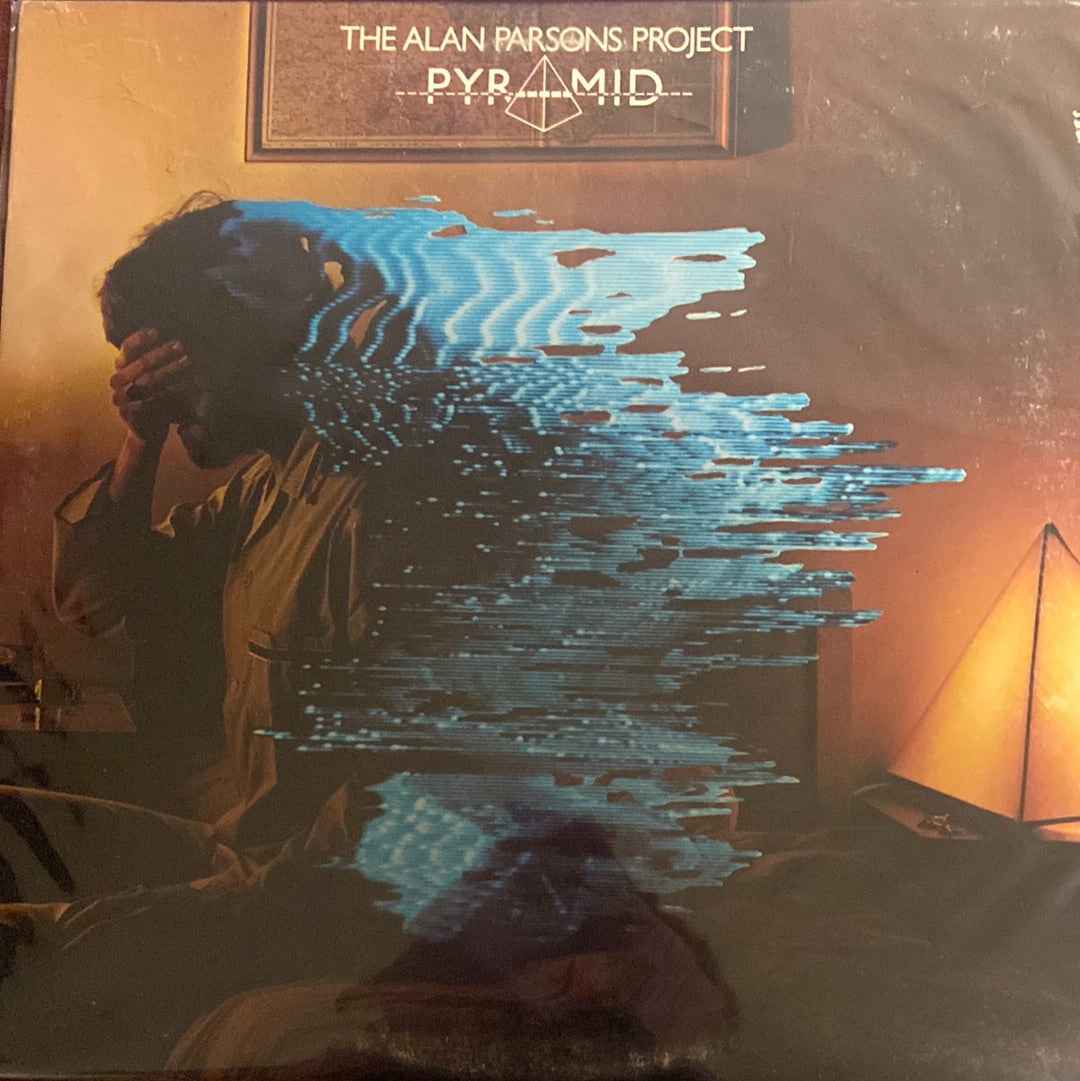 THE ALAN PARSONS PROJECT
PYRAMID